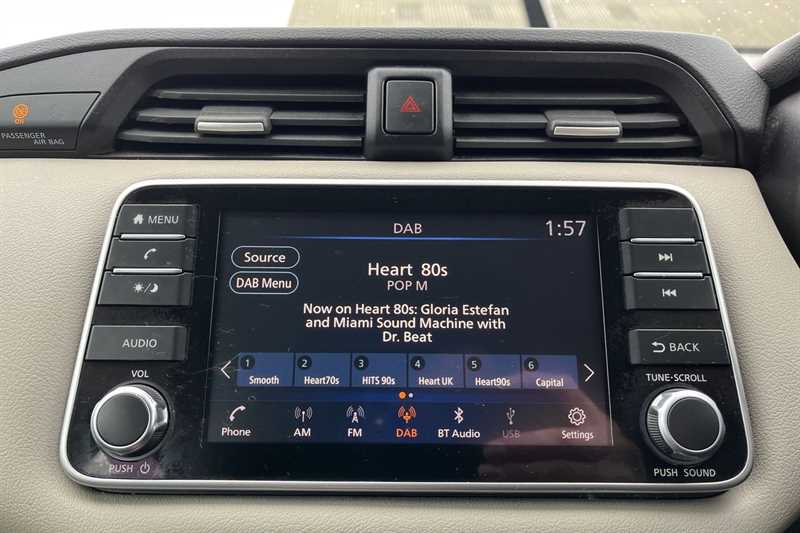 ON
PASSENGER
AIR BAG
MENU
AUDIO
VOL
PUSH
DAB
1:57
Source
DAB Menu
Heart 80s
POP M
Now on Heart 80s: Gloria Estefan
and Miami Sound Machine with
Dr. Beat
1 2 3 4 5 6
Smooth Heart70s HITS 90s Heart UK Heart90s Capital
Phone AM FM DAB BT Audio USB Settings
BACK
TUNE·SCROLL
PUSH SOUND